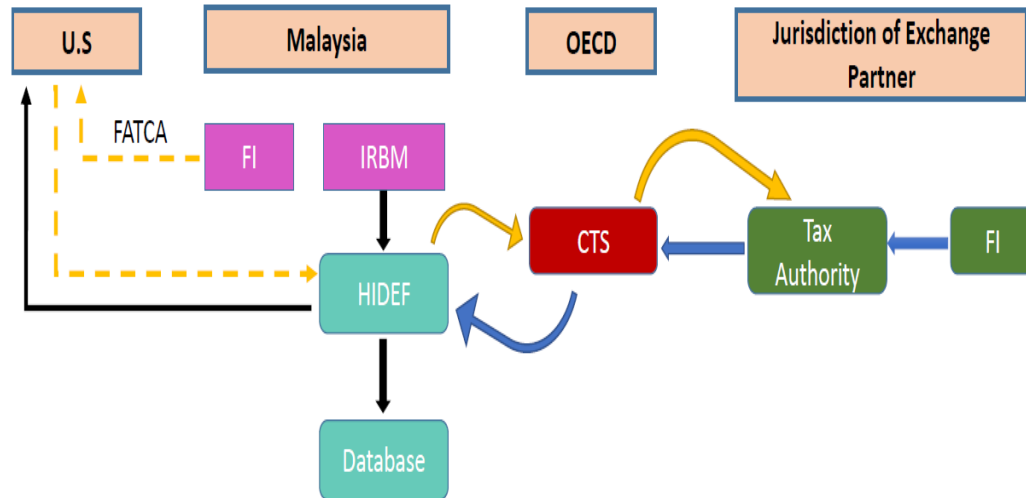 U.S
Malaysia
OECD
Jurisdiction of Exchange
Partner
FATCA
FI
IRBM
CTS
Tax
Authority
FI
HIDEF
Database